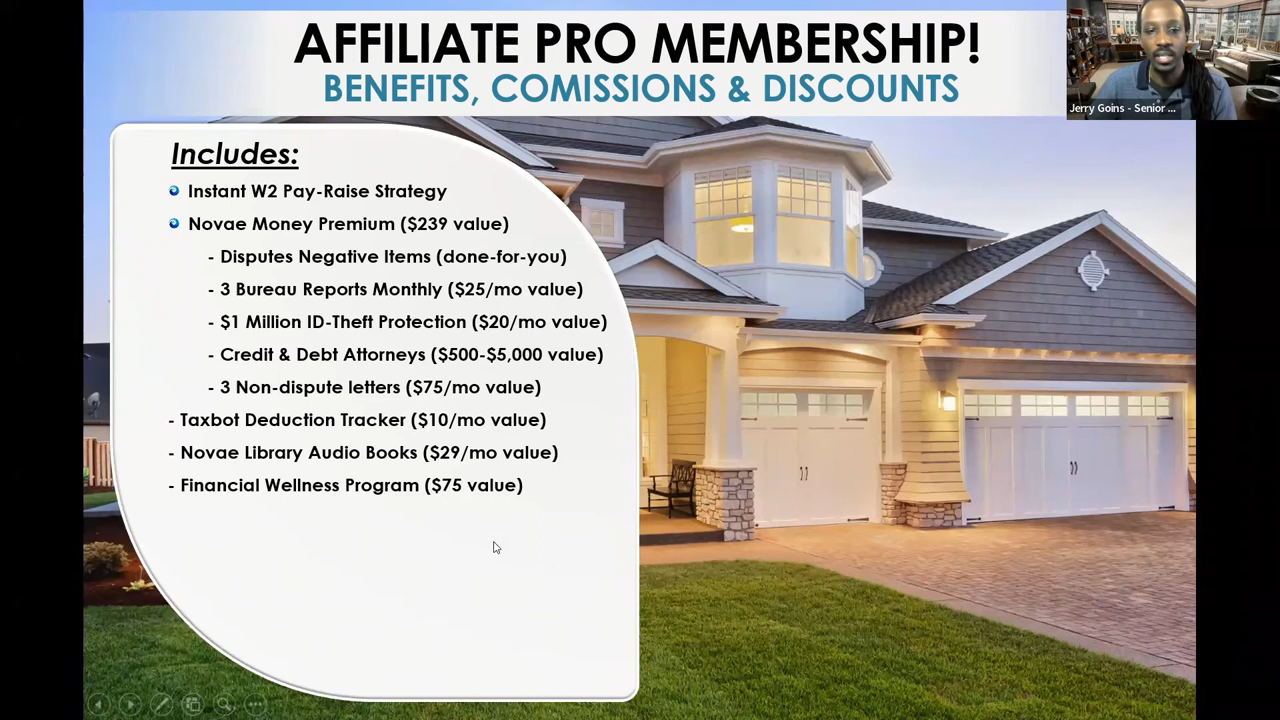 AFFILIATE PRO MEMBERSHIP!
BENEFITS, COMISSIONS & DISCOUNTS
Jerry Goins - Senior ...
Includes:
Instant W2 Pay-Raise Strategy
Novae Money Premium ($239 value)
- Disputes Negative Items (done-for-you)
- 3 Bureau Reports Monthly ($25/mo value)
- $1 Million ID-Theft Protection ($20/mo value)
- Credit & Debt Attorneys ($500-$5,000 value)
- 3 Non-dispute letters ($75/mo value)
- Taxbot Deduction Tracker ($10/mo value)
- Novae Library Audio Books ($29/mo value)
- Financial Wellness Program ($75 value)